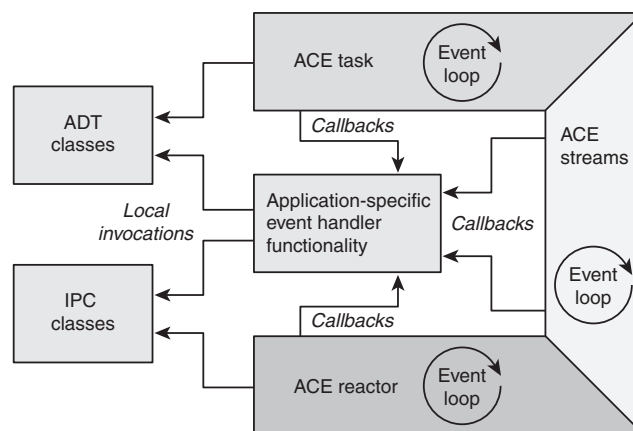 ACE task
Event
loop
Callbacks
ADT
classes
ACE
streams
Application-specific
event handler
functionality
Local
invocations
Callbacks
Event
loop
IPC
classes
Callbacks
ACE reactor
Event
loop